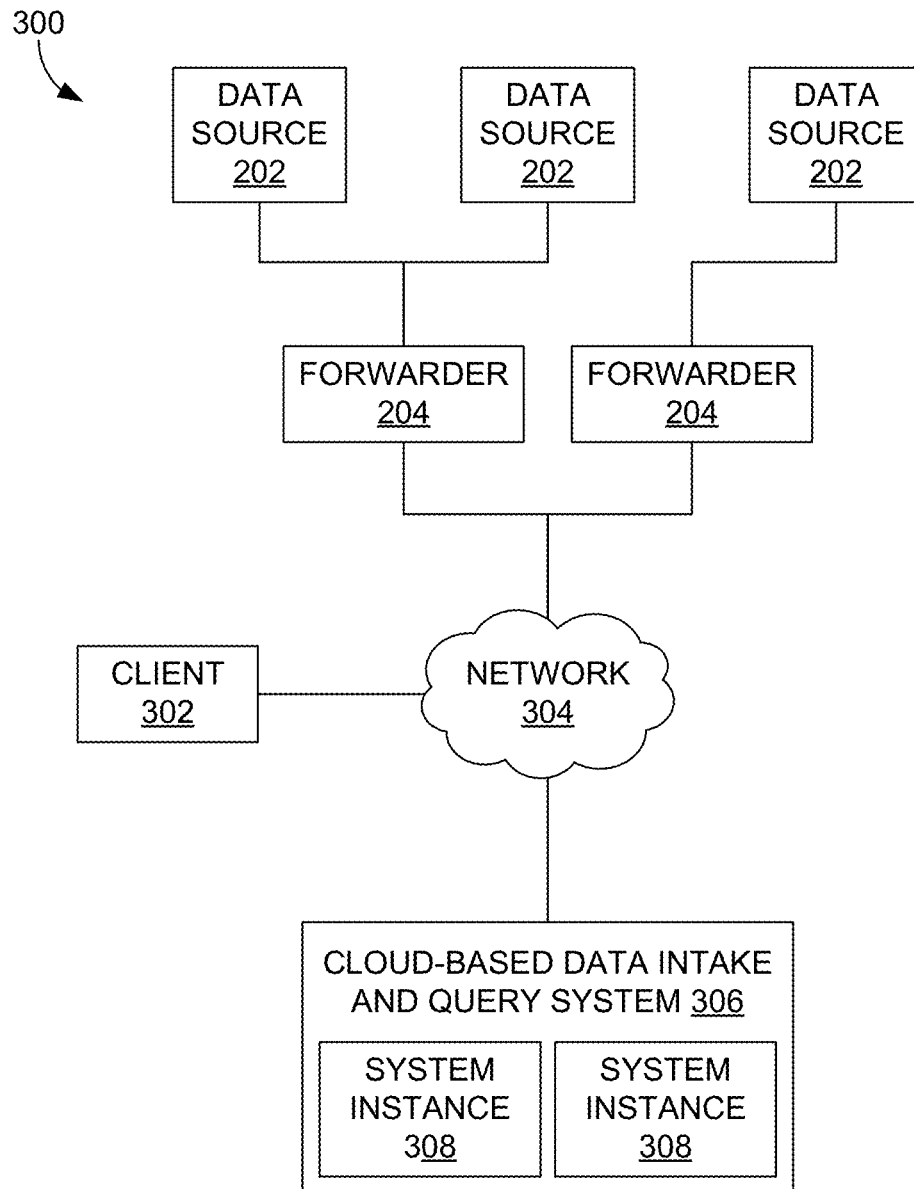 300
DATA
SOURCE
202
DATA
SOURCE
202
DATA
SOURCE
202
FORWARDER
204
FORWARDER
204
CLIENT
302
NETWORK
304
CLOUD-BASED DATA INTAKE
AND QUERY SYSTEM 306
SYSTEM
INSTANCE
308
SYSTEM
INSTANCE
308